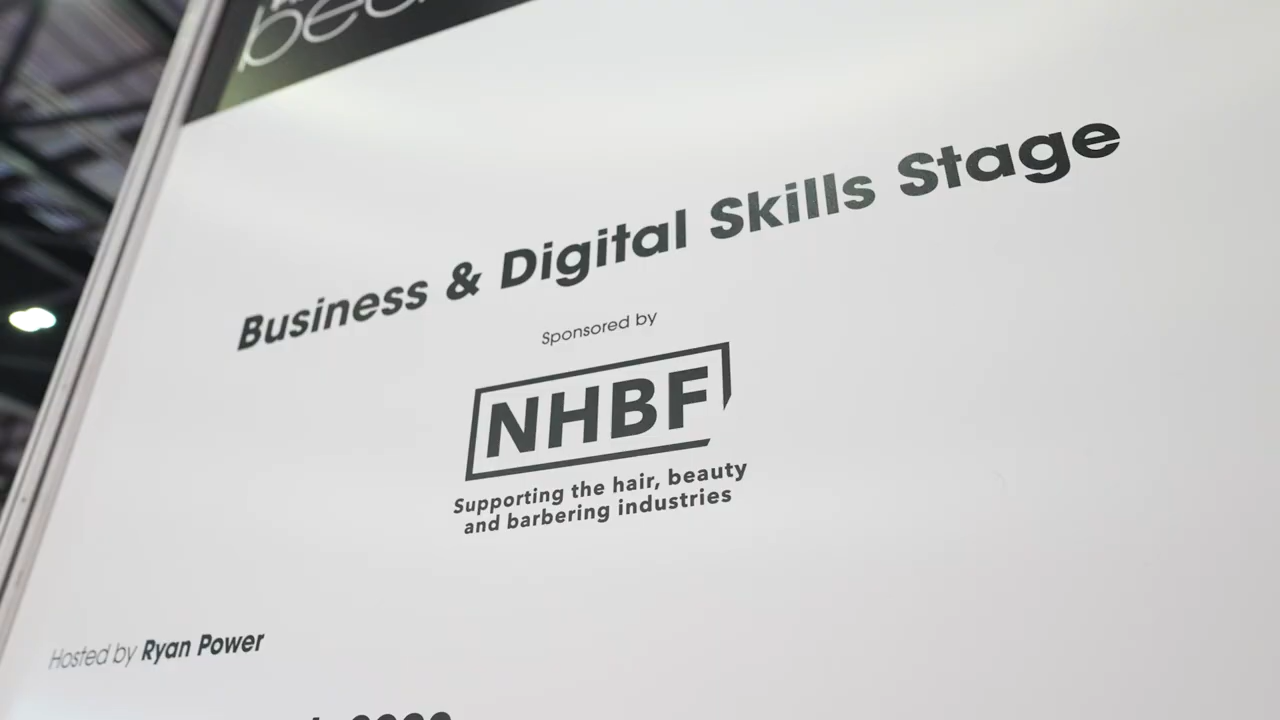 Business & Digital Skills Stage
Sponsored by
NHBF
Supporting the hair, beauty
and barbering industries
Hosted by Ryan Power